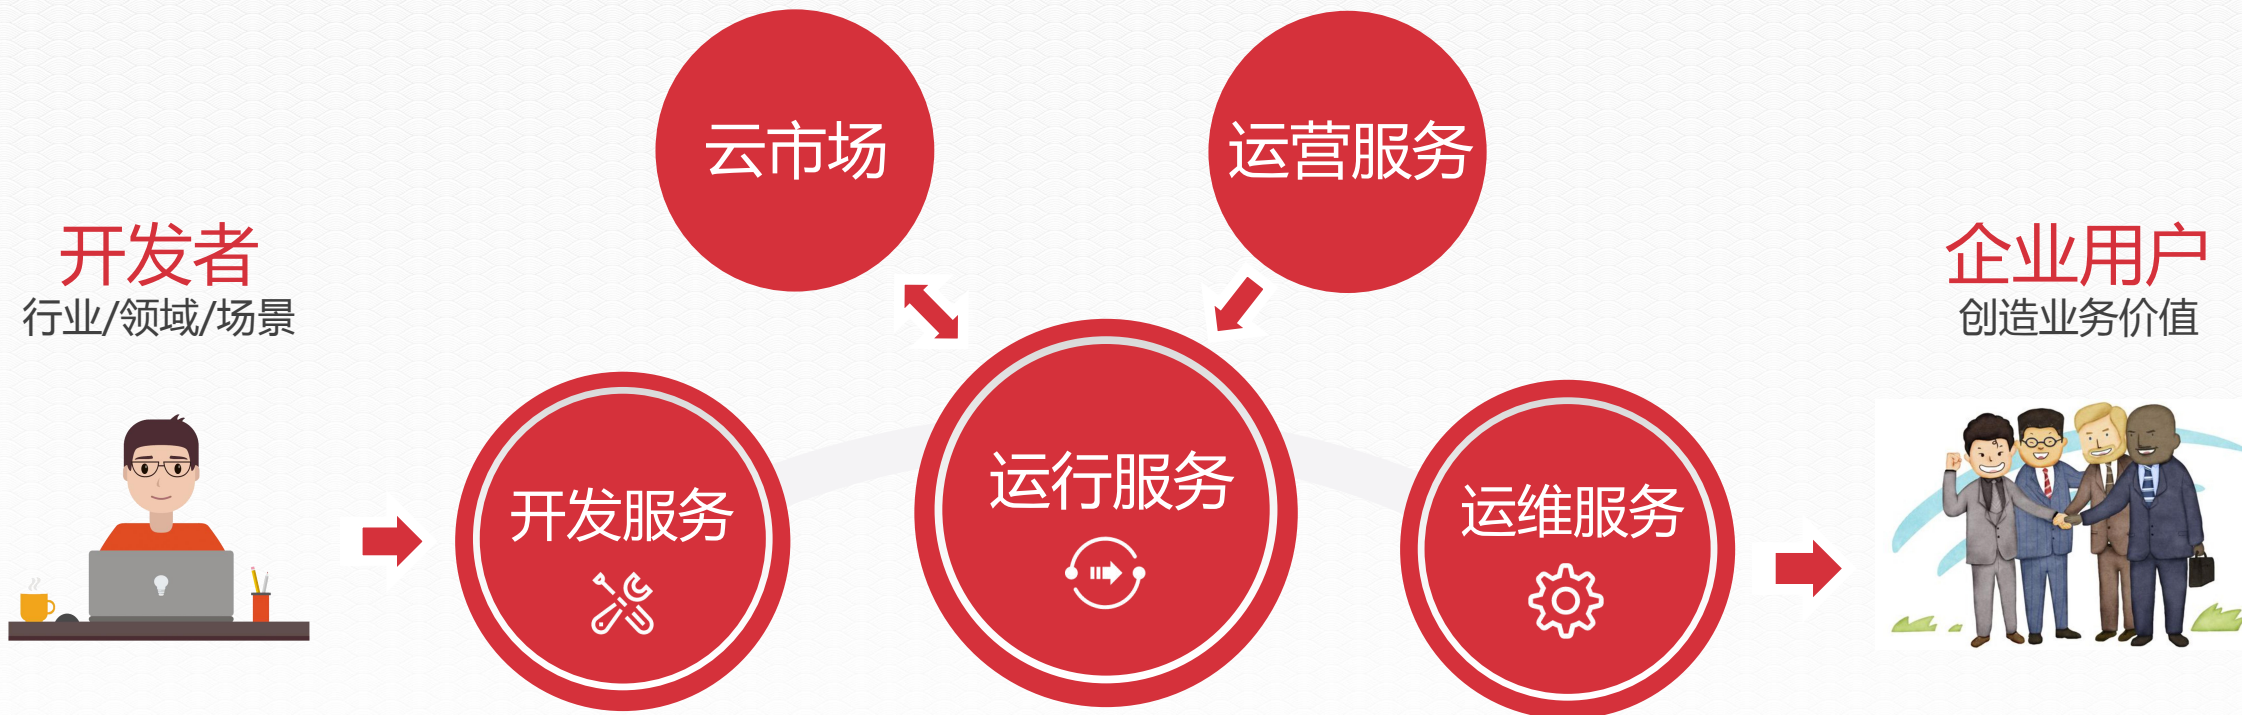 云市场
运营服务
开发者
行业/领域/场景
企业用户
创造业务价值
开发服务
运行服务
运维服务